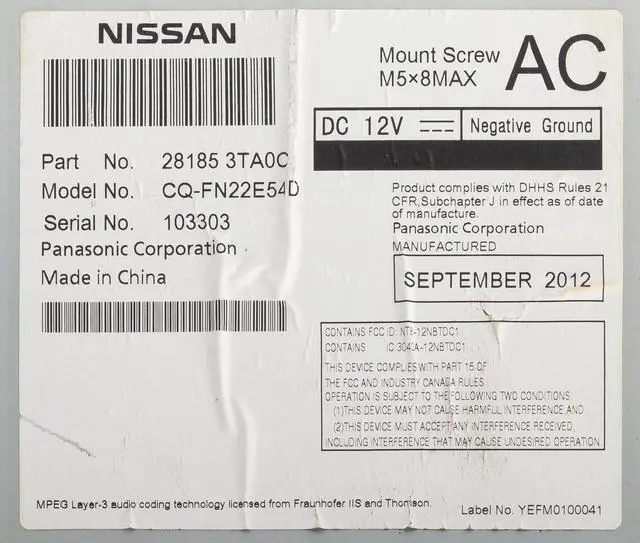 NISSAN
Mount Screw
M5×8MAX
AC
DC 12V
Negative Ground
Part No. 28185 3TA0C
Model No. CQ-FN22E54D
Serial No. 103303
Panasonic Corporation
Made in China
Product complies with DHHS Rules 21
CFR,Subchapter J in effect as of date
of manufacture.
Panasonic Corporation
MANUFACTURED
SEPTEMBER 2012
CONTAINS FCC ID: NT8-12NBTDC1
CONTAINS IC:3043A-12NBTDC1
THIS DEVICE COMPLIES WITH PART 15 OF
THE FCC AND INDUSTRY CANADA RULES
OPERATION IS SUBJECT TO THE FOLLOWING TWO CONDITIONS:
(1)THIS DEVICE MAY NOT CAUSE HARMFUL INTERFERENCE,AND
(2)THIS DEVICE MUST ACCEPT ANY INTERFERENCE RECEIVED,
INCLUDING INTERFERENCE THAT MAY CAUSE UNDESIRED OPERATION
MPEG Layer-3 audio coding technology licensed from Fraunhofer IIS and Thomson.
Label No. YEFM0100041